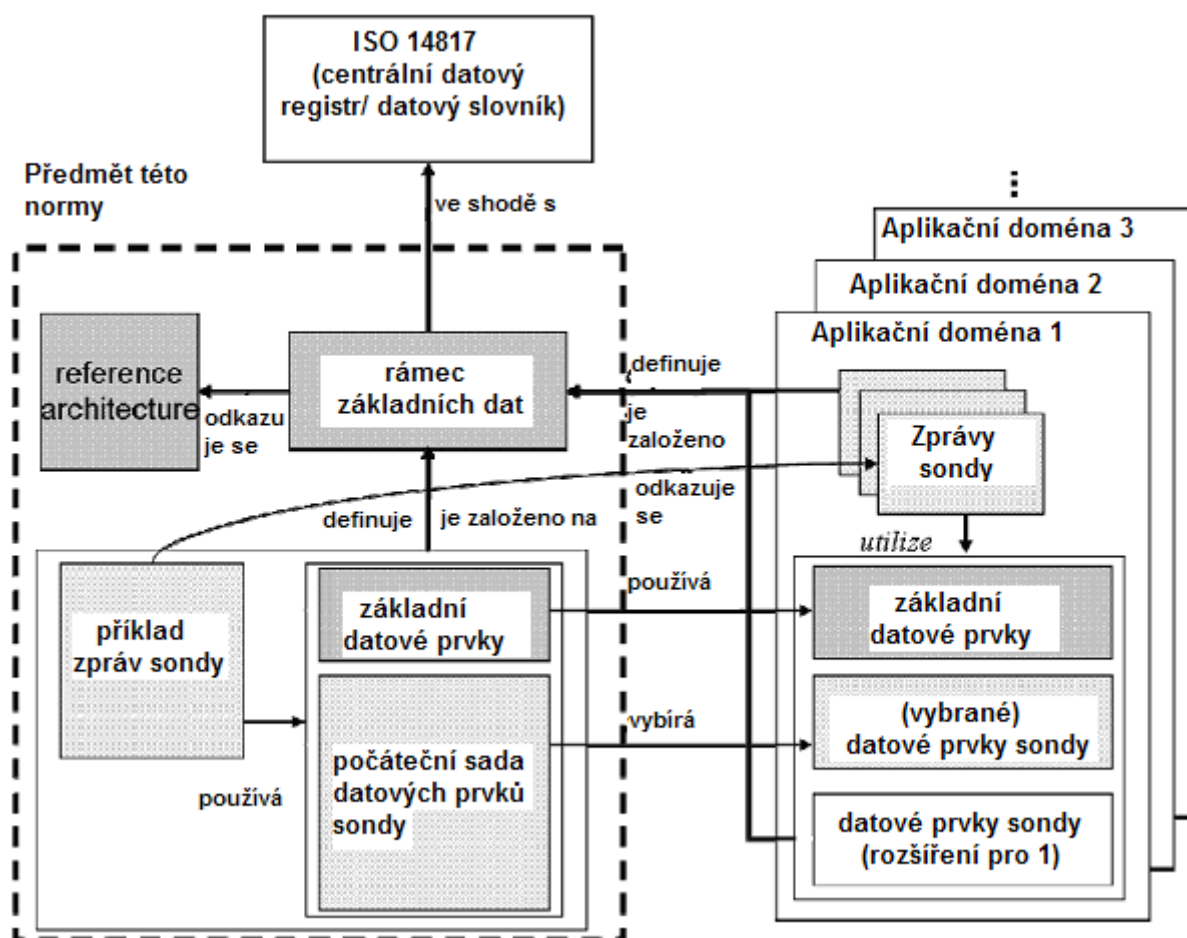 ISO 14817
(centrální datový
registr/ datový slovník)
Předmět této
normy
ve shodě s
Aplikační doména 3
Aplikační doména 2
Aplikační doména 1
reference
architecture
odkazu
je se
rámec
základních dat
definuje
je
založeno
Zprávy
sondy
odkazuje
se
definuje
je založeno na
utilize
příklad
zpráv sondy
základní
datové prvky
používá
základní
datové prvky
počáteční sada
datových prvků
sondy
používá
vybírá
(vybrané)
datové prvky sondy
datové prvky sondy
(rozšíření pro 1)